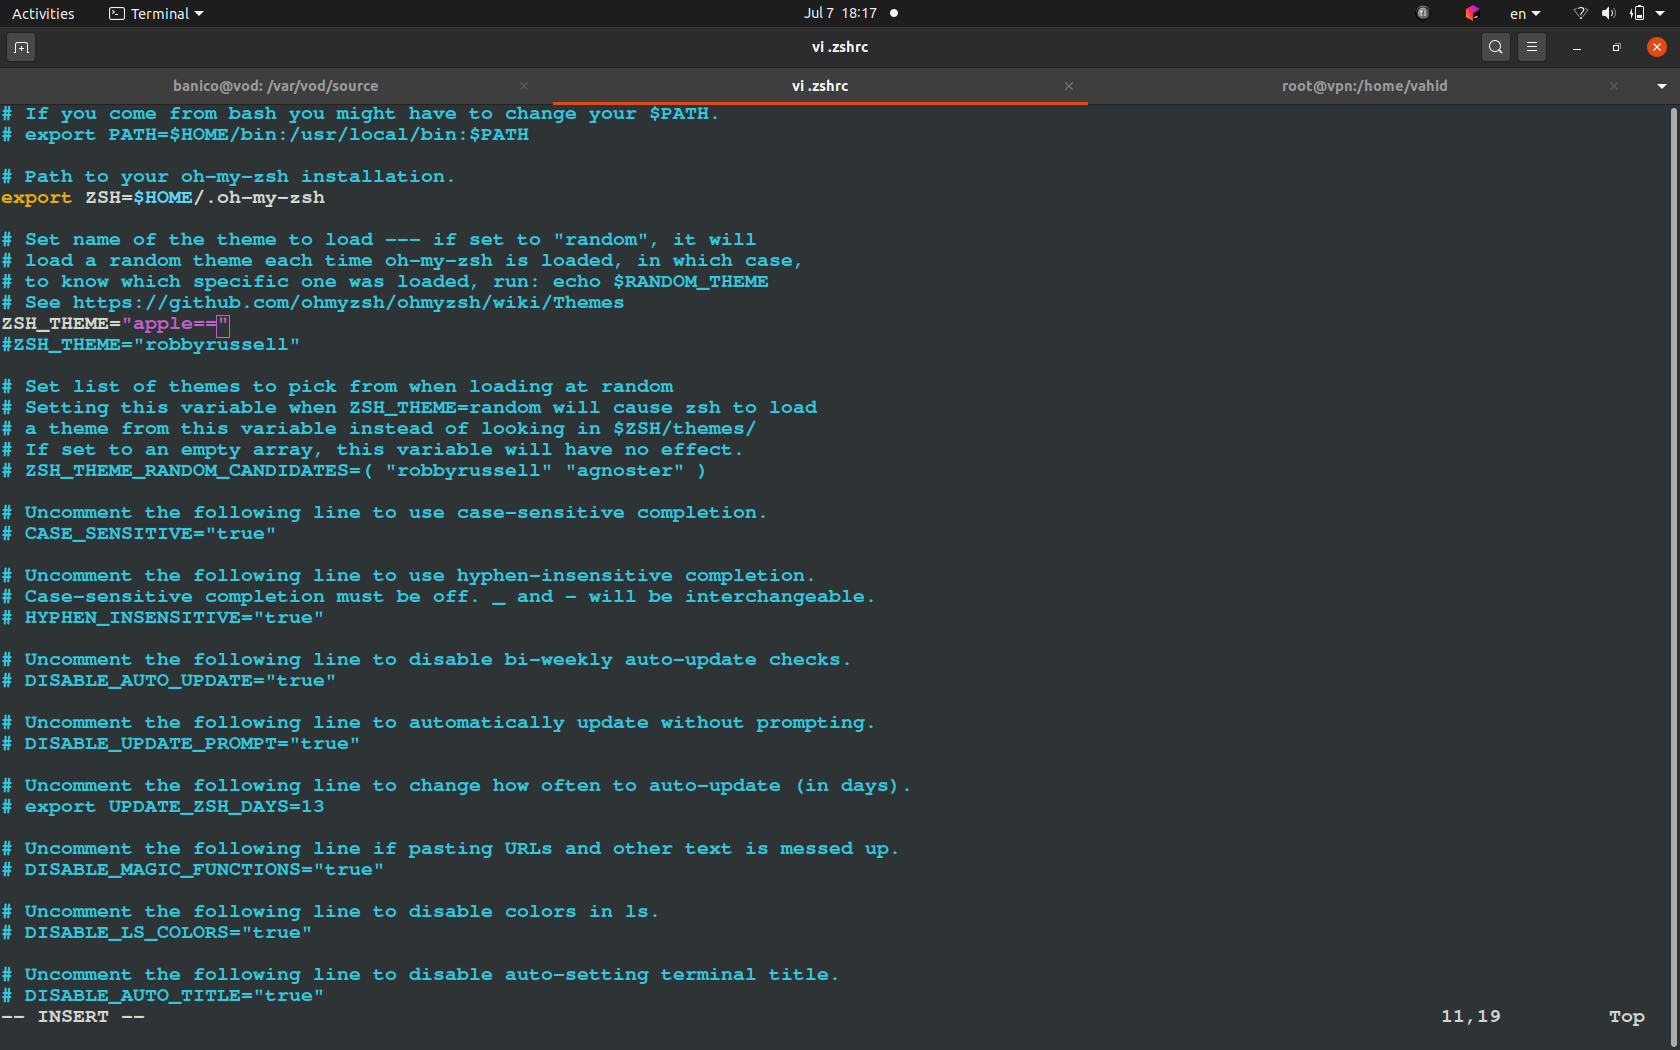 Activities Terminal Jul 7 18:17 en
vi .zshrc
banico@vod: /var/vod/source vi .zshrc root@vpn:/home/vahid
# If you come from bash you might have to change your $PATH.
# export PATH=$HOME/bin:/usr/local/bin:$PATH
# Path to your oh-my-zsh installation.
export ZSH=$HOME/.oh-my-zsh
# Set name of the theme to load --- if set to "random", it will
# load a random theme each time oh-my-zsh is loaded, in which case,
# to know which specific one was loaded, run: echo $RANDOM_THEME
# See https://github.com/ohmyzsh/ohmyzsh/wiki/Themes
ZSH_THEME="apple=="
#ZSH_THEME="robbyrussell"
# Set list of themes to pick from when loading at random
# Setting this variable when ZSH_THEME=random will cause zsh to load
# a theme from this variable instead of looking in $ZSH/themes/
# If set to an empty array, this variable will have no effect.
# ZSH_THEME_RANDOM_CANDIDATES=( "robbyrussell" "agnoster" )
# Uncomment the following line to use case-sensitive completion.
# CASE_SENSITIVE="true"
# Uncomment the following line to use hyphen-insensitive completion.
# Case-sensitive completion must be off. _ and - will be interchangeable.
# HYPHEN_INSENSITIVE="true"
# Uncomment the following line to disable bi-weekly auto-update checks.
# DISABLE_AUTO_UPDATE="true"
# Uncomment the following line to automatically update without prompting.
# DISABLE_UPDATE_PROMPT="true"
# Uncomment the following line to change how often to auto-update (in days).
# export UPDATE_ZSH_DAYS=13
# Uncomment the following line if pasting URLs and other text is messed up.
# DISABLE_MAGIC_FUNCTIONS="true"
# Uncomment the following line to disable colors in ls.
# DISABLE_LS_COLORS="true"
# Uncomment the following line to disable auto-setting terminal title.
# DISABLE_AUTO_TITLE="true"
-- INSERT -- 11,19 Top